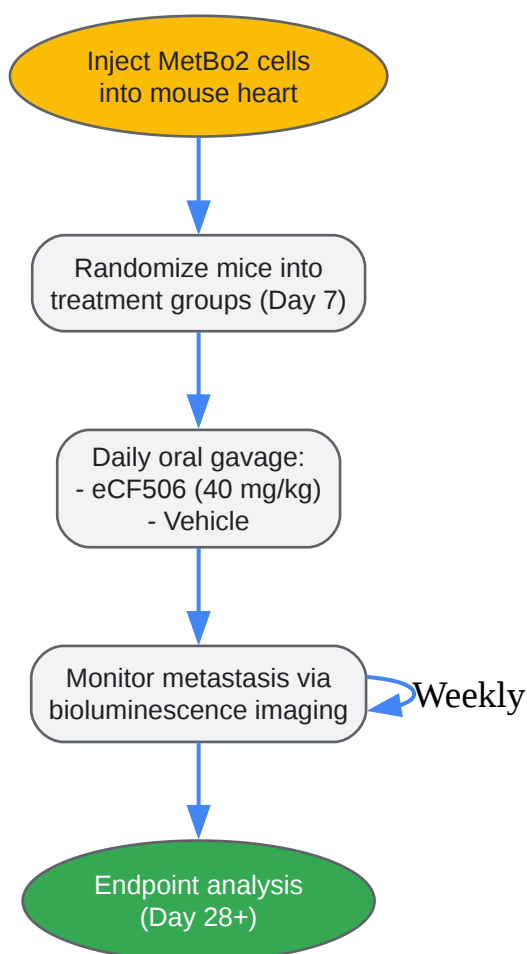 Inject MetBo2 cells
into mouse heart
Randomize mice into
treatment groups (Day 7)
Daily oral gavage:
- eCF506 (40 mg/kg)
- Vehicle
Monitor metastasis via
bioluminescence imaging
Weekly
Endpoint analysis
(Day 28+)